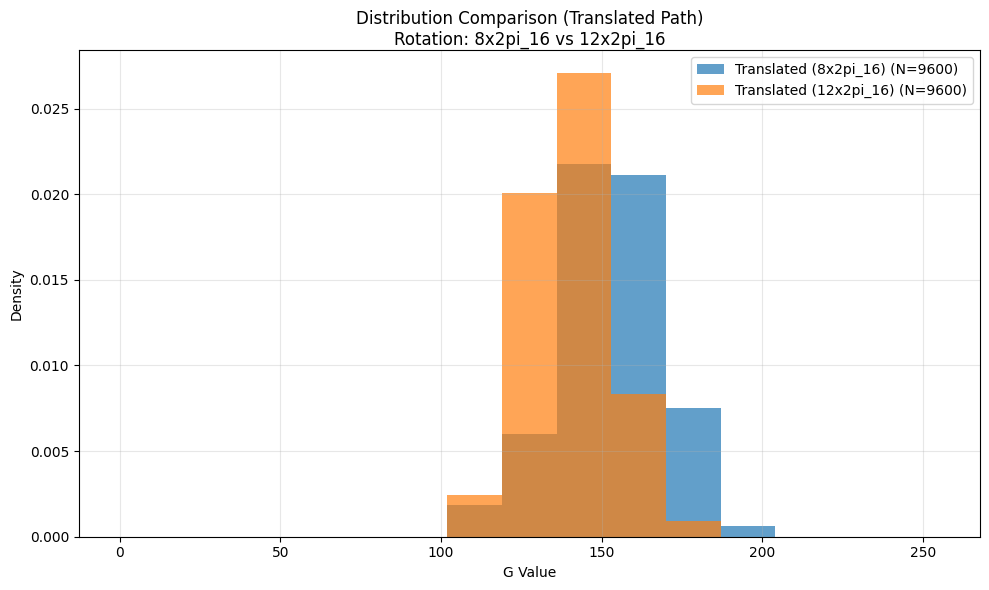 Distribution Comparison (Translated Path)
Rotation: 8x2pi_16 vs 12x2pi_16
Translated (8x2pi_16) (N=9600)
Translated (12x2pi_16) (N=9600)
Density
0.025
0.020
0.015
0.010
0.005
0.000
0 50 100 150 200 250
G Value